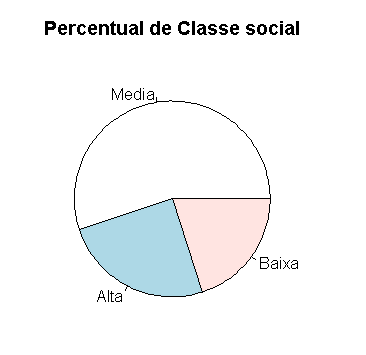 Percentual de Classe social
Media
Alta
Baixa